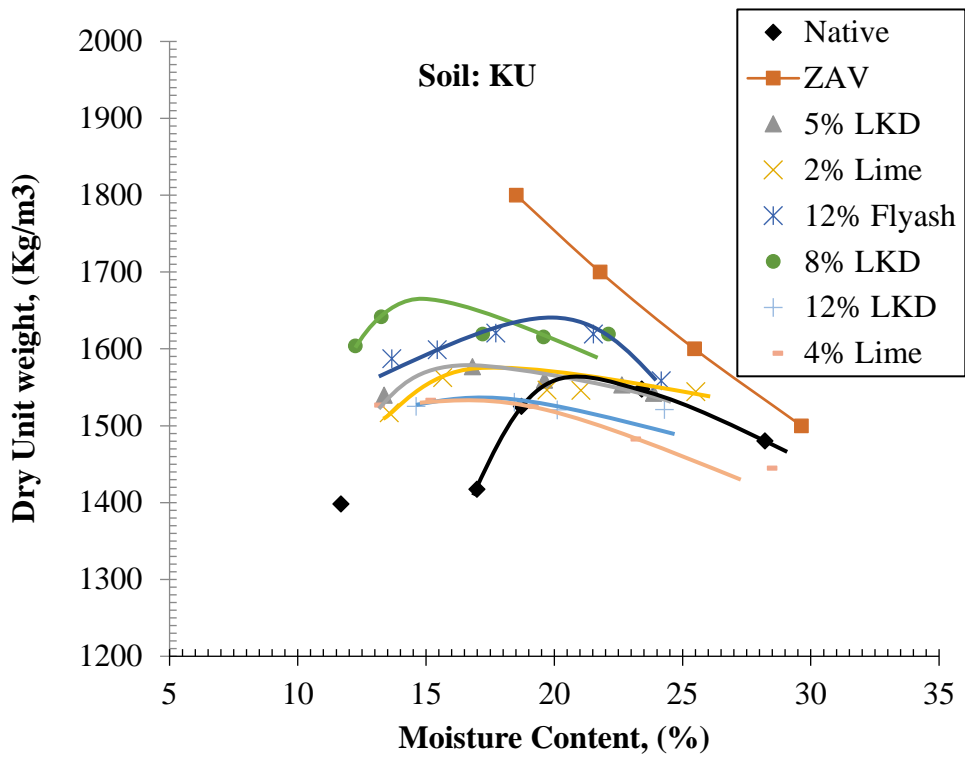 Soil: KU
Dry Unit weight, (Kg/m3)
2000
1900
1800
1700
1600
1500
1400
1300
1200
5 10 15 20 25 30 35
Moisture Content, (%)
Native
ZAV
5% LKD
2% Lime
12% Flyash
8% LKD
12% LKD
4% Lime